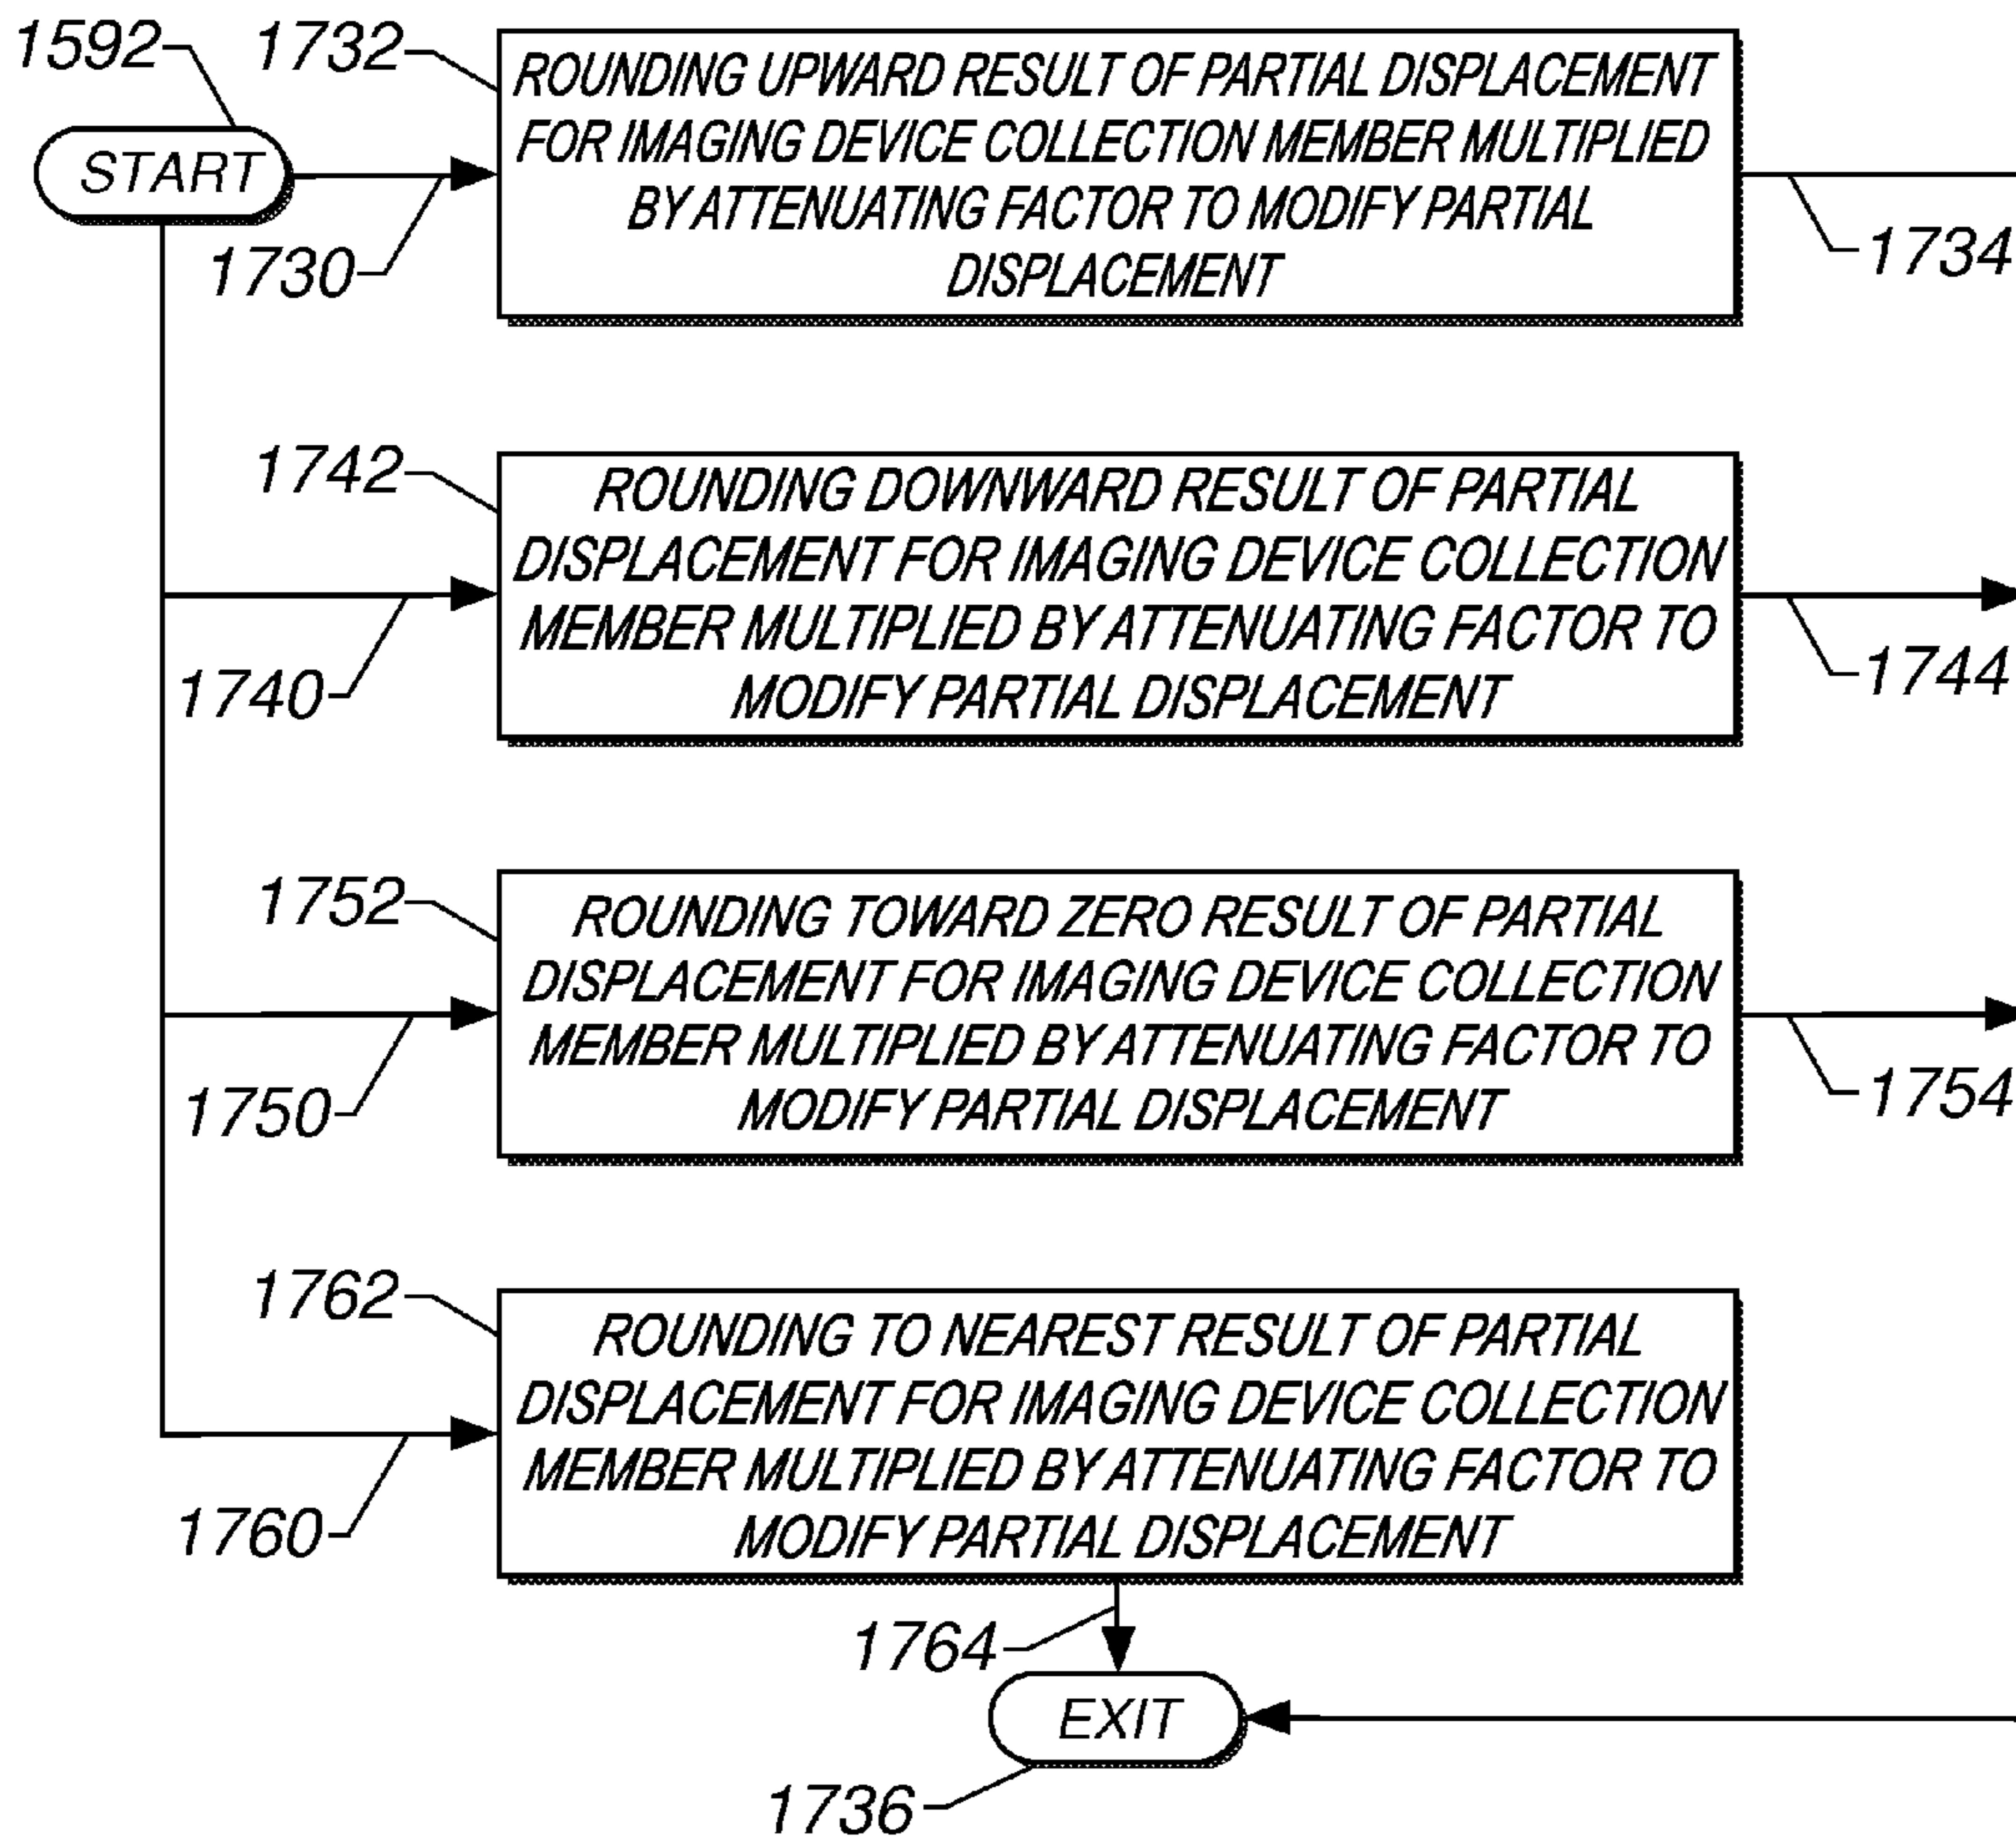 1592
1732
START
1730
ROUNDING UPWARD RESULT OF PARTIAL DISPLACEMENT
FOR IMAGING DEVICE COLLECTION MEMBER MULTIPLIED
BY ATTENUATING FACTOR TO MODIFY PARTIAL
DISPLACEMENT
1734
1742
ROUNDING DOWNWARD RESULT OF PARTIAL
DISPLACEMENT FOR IMAGING DEVICE COLLECTION
MEMBER MULTIPLIED BY ATTENUATING FACTOR TO
MODIFY PARTIAL DISPLACEMENT
1740
1744
1752
ROUNDING TOWARD ZERO RESULT OF PARTIAL
DISPLACEMENT FOR IMAGING DEVICE COLLECTION
MEMBER MULTIPLIED BY ATTENUATING FACTOR TO
MODIFY PARTIAL DISPLACEMENT
1750
1754
1762
ROUNDING TO NEAREST RESULT OF PARTIAL
DISPLACEMENT FOR IMAGING DEVICE COLLECTION
MEMBER MULTIPLIED BY ATTENUATING FACTOR TO
MODIFY PARTIAL DISPLACEMENT
1760
1764
EXIT
1736